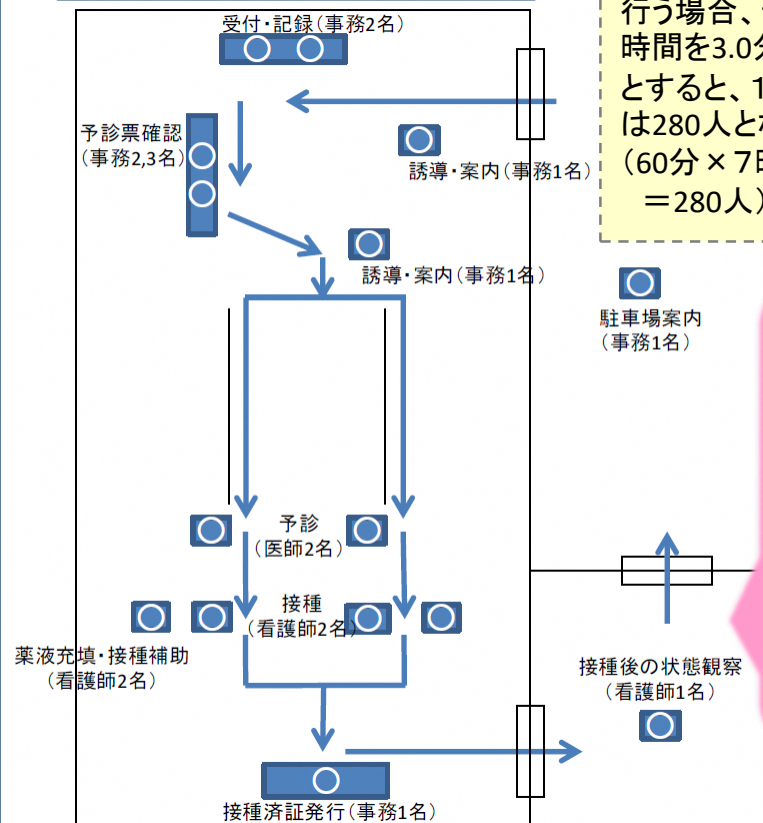 受付・記録（事務2名）
行う場合、
時間を3.0分
とすると、1
は280人と
（60分×7
＝280人）
予診票確認
（事務2,3名）
誘導・案内（事務1名）
誘導・案内（事務1名）
駐車場案内
（事務1名）
予診
（医師2名）
接種
（看護師2名）
薬液充填・接種補助
（看護師2名）
接種後の状態観察
（看護師1名）
接種済証発行（事務1名）